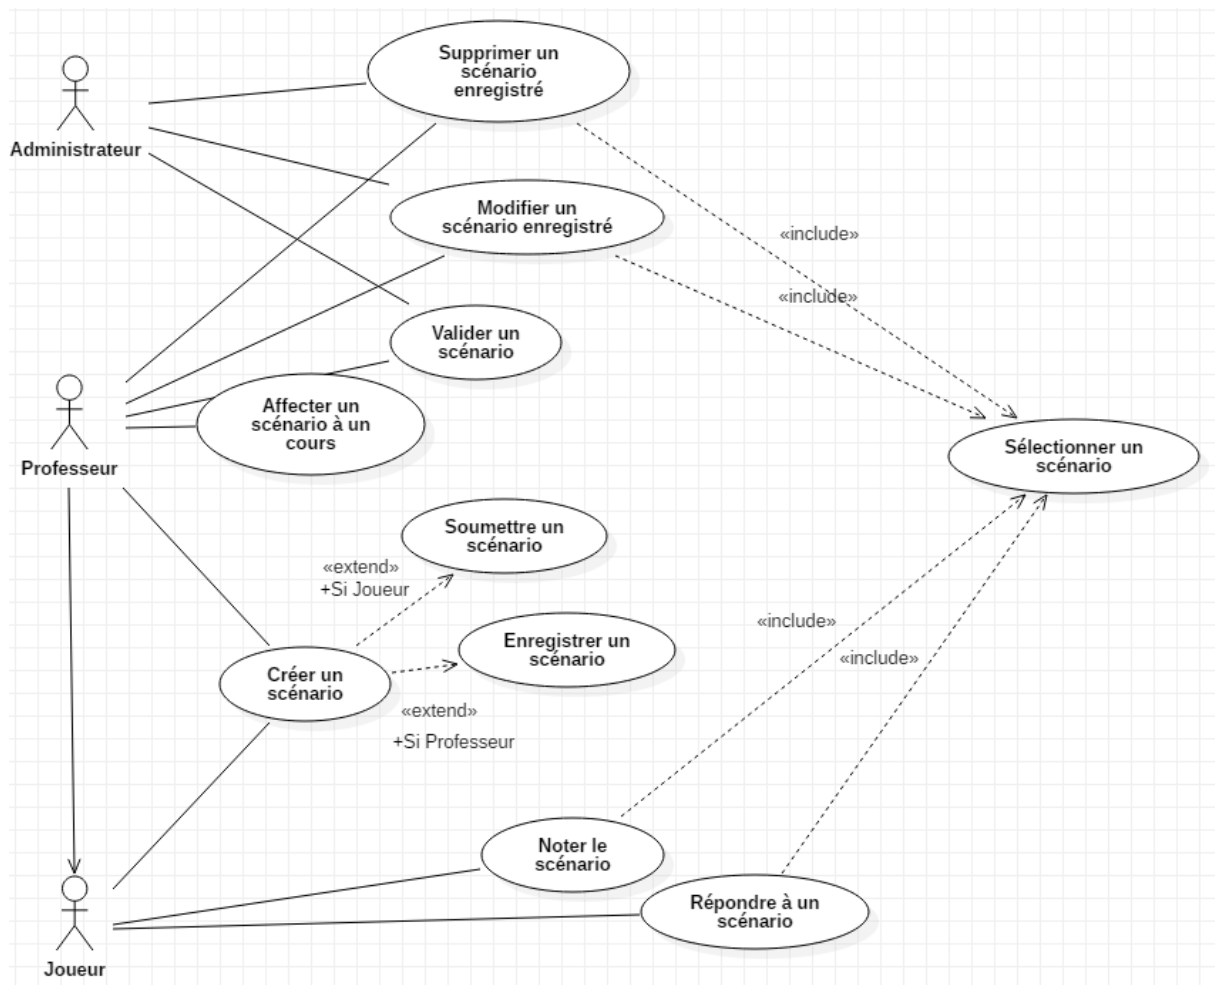 Supprimer un
scénario
enregistré
Administrateur
Modifier un
scénario enregistré
«include»
«include»
Valider un
scénario
Affecter un
scénario à un
cours
Professeur
Sélectionner un
scénario
Soumettre un
scénario
«extend»
+Si Joueur
Enregistrer un
scénario
«include»
«include»
Créer un
scénario
«extend»
+Si Professeur
Noter le
scénario
Répondre à un
scénario
Joueur